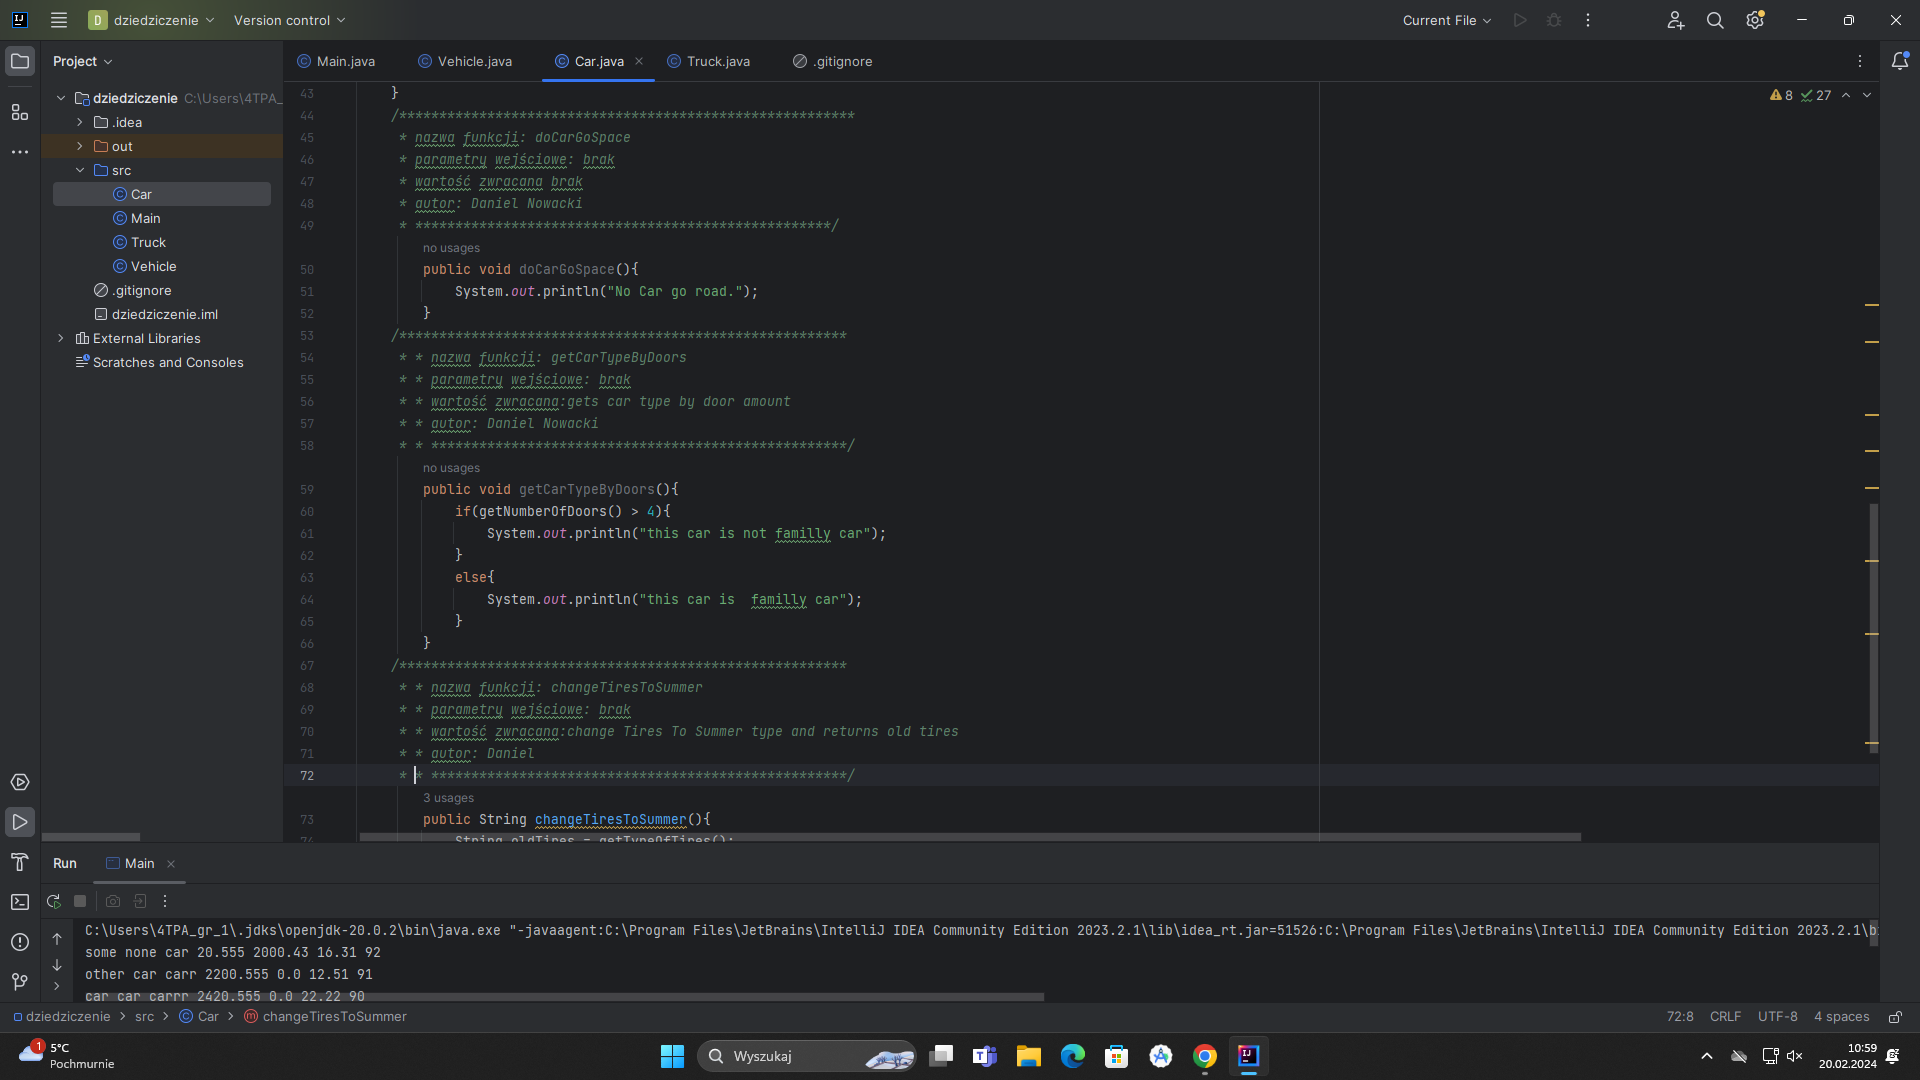 D dziedziczenie Version control Current File
Project Main.java Vehicle.java Car.java Truck.java .gitignore
dziedziczenie C:\Users\4TPA_
.idea
out
src
Car
Main
Truck
Vehicle
.gitignore
dziedziczenie.iml
External Libraries
Scratches and Consoles
8 27
43 }
44 /*********************************************************
45 * nazwa funkcji: doCarGoSpace
46 * parametry wejściowe: brak
47 * wartość zwracana brak
48 * autor: Daniel Nowacki
49 * ****************************************************/
no usages
50 public void doCarGoSpace(){
51 System.out.println("No Car go road.");
52 }
53 /********************************************************
54 * * nazwa funkcji: getCarTypeByDoors
55 * * parametry wejściowe: brak
56 * * wartość zwracana:gets car type by door amount
57 * * autor: Daniel Nowacki
58 * * ****************************************************/
no usages
59 public void getCarTypeByDoors(){
60 if(getNumberOfDoors() > 4){
61 System.out.println("this car is not familly car");
62 }
63 else{
64 System.out.println("this car is  familly car");
65 }
66 }
67 /********************************************************
68 * * nazwa funkcji: changeTiresToSummer
69 * * parametry wejściowe: brak
70 * * wartość zwracana:change Tires To Summer type and returns old tires
71 * * autor: Daniel
72 * * ****************************************************/
3 usages
73 public String changeTiresToSummer(){
74 String oldTires = getTypeOfTires();
Run Main
C:\Users\4TPA_gr_1\.jdks\openjdk-20.0.2\bin\java.exe "-javaagent:C:\Program Files\JetBrains\IntelliJ IDEA Community Edition 2023.2.1\lib\idea_rt.jar=51526:C:\Program Files\JetBrains\IntelliJ IDEA Community Edition 2023.2.1\b
some none car 20.555 2000.43 16.31 92
other car carr 2200.555 0.0 12.51 91
car car carrr 2420.555 0.0 22.22 90
dziedziczenie > src > Car > changeTiresToSummer 72:8 CRLF UTF-8 4 spaces
1 5°C
Pochmurnie
Wyszukaj
10:59
20.02.2024